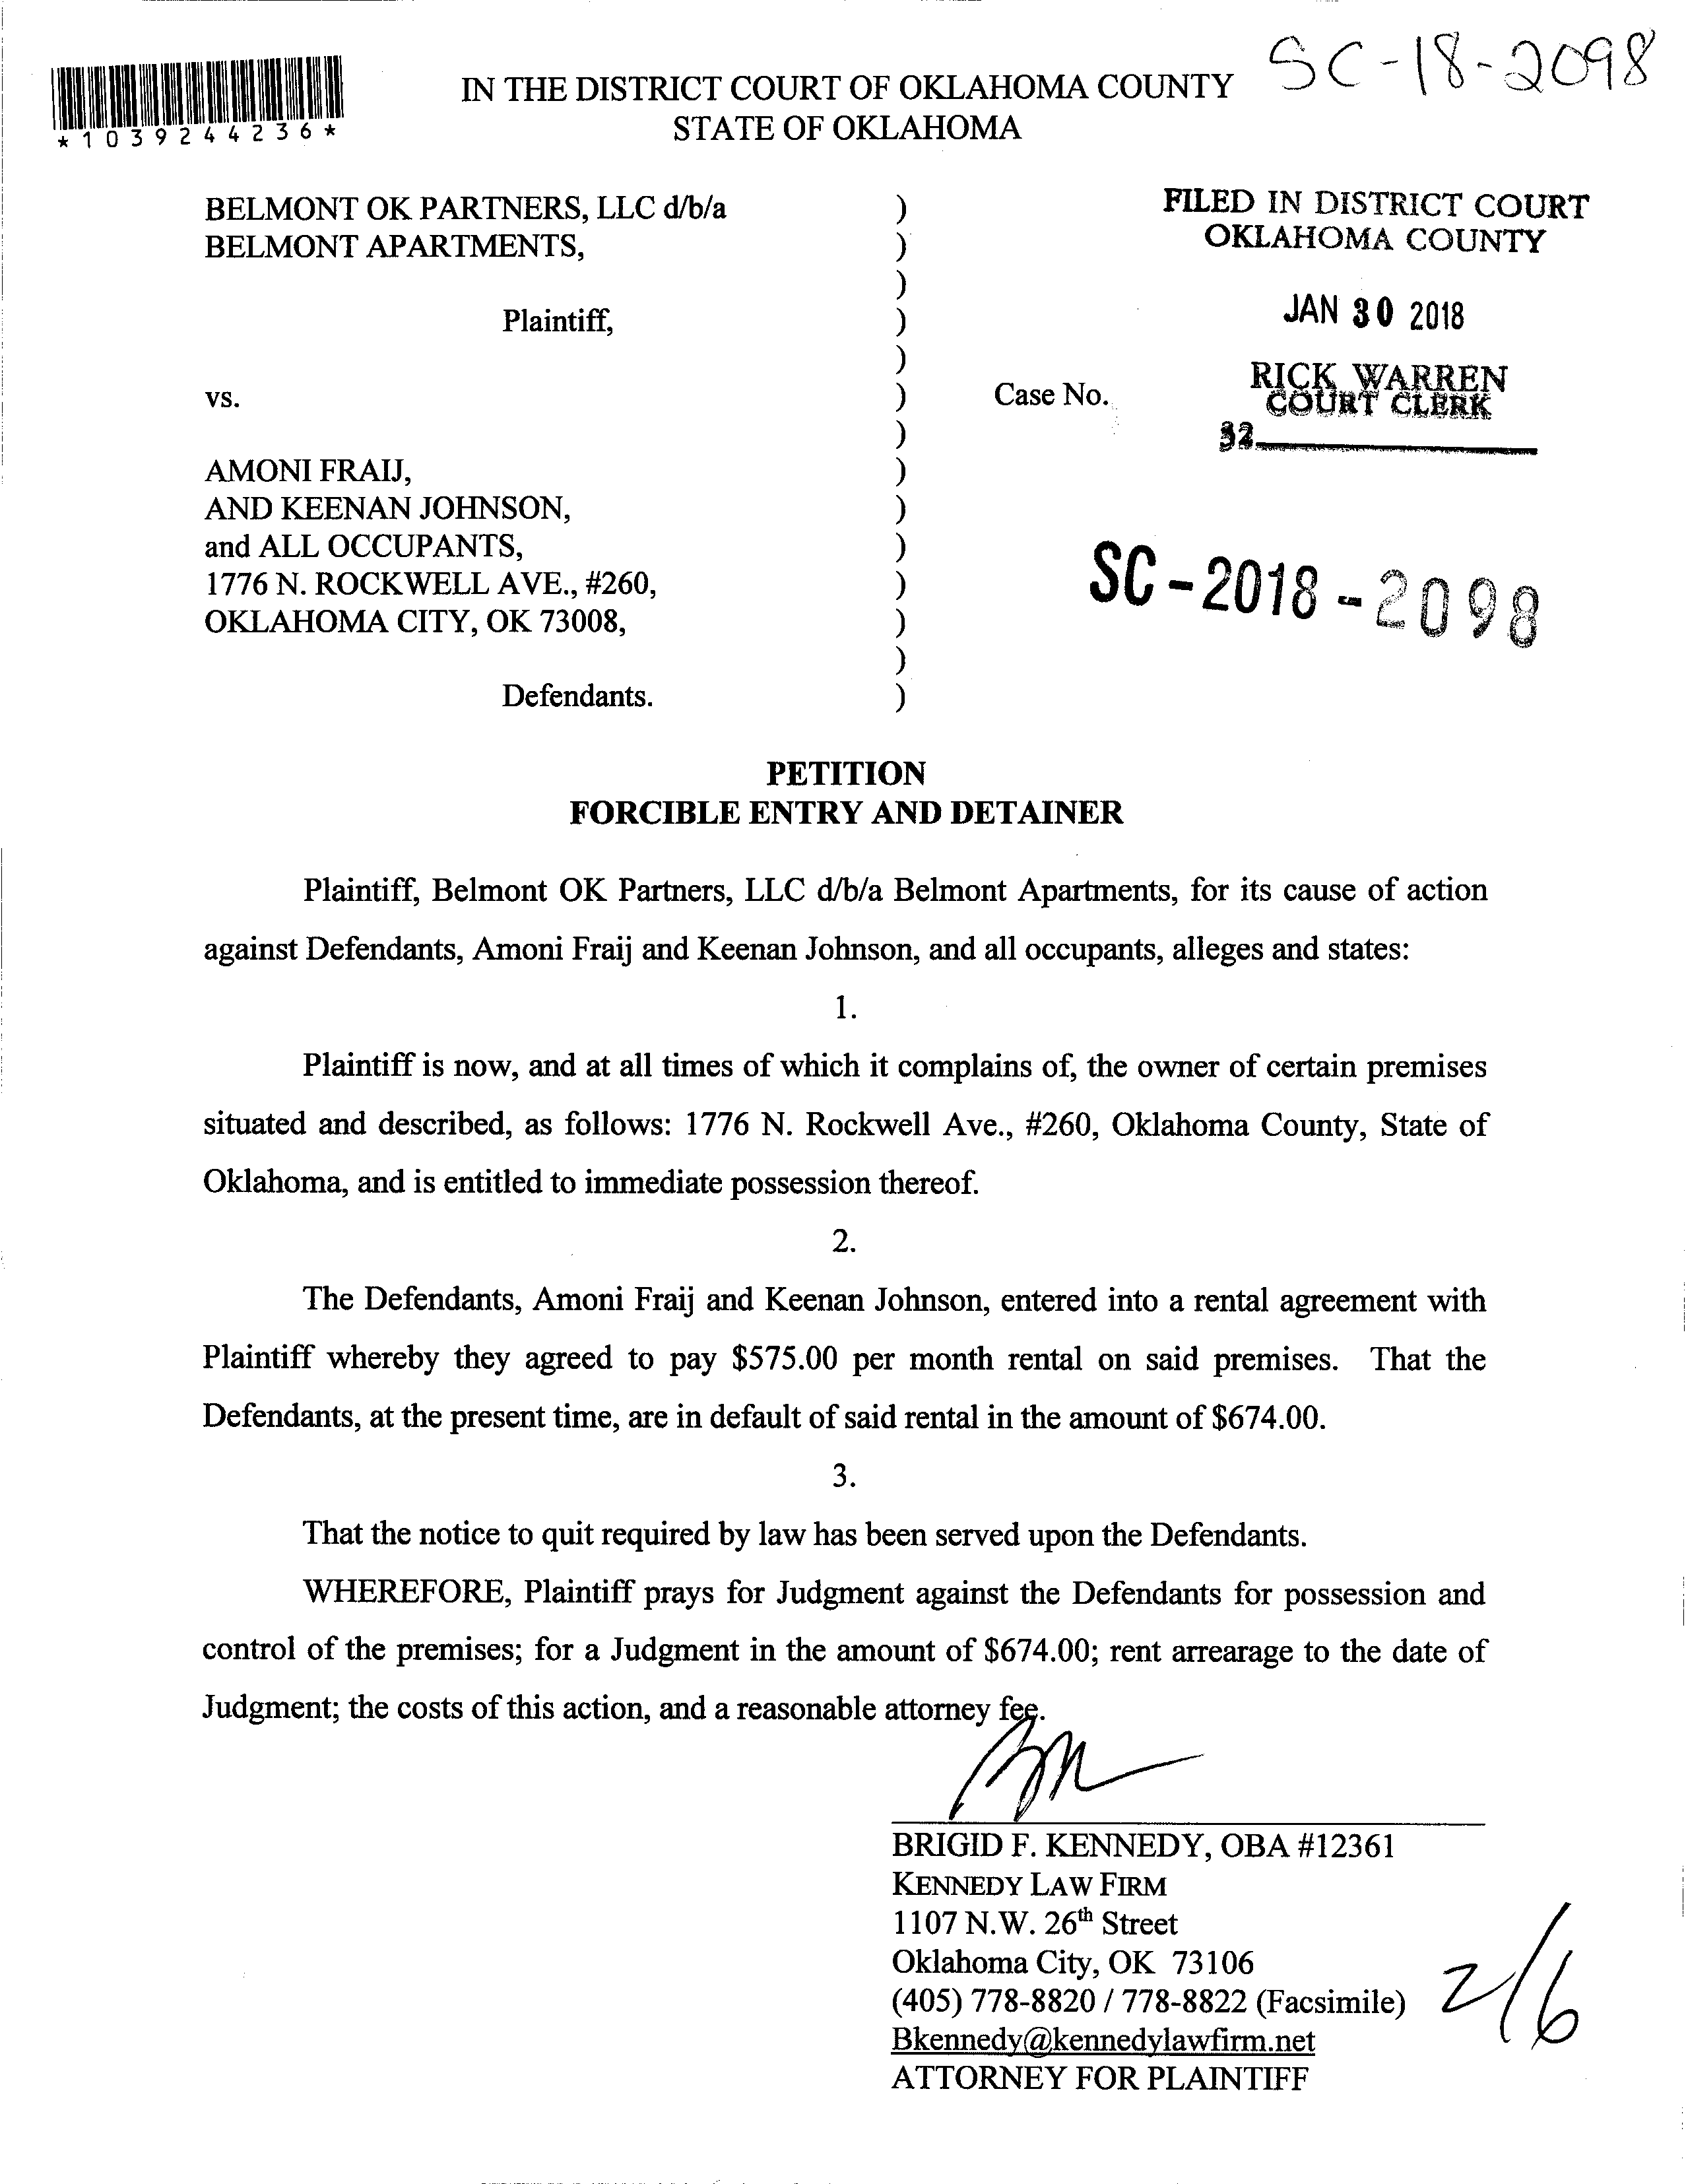 SC-18-2098
*1039244236*
IN THE DISTRICT COURT OF OKLAHOMA COUNTY
STATE OF OKLAHOMA
BELMONT OK PARTNERS, LLC d/b/a )
BELMONT APARTMENTS, )
)
Plaintiff, )
)
vs. ) Case No.
)
AMONI FRAIJ, )
AND KEENAN JOHNSON, )
and ALL OCCUPANTS, )
1776 N. ROCKWELL AVE., #260, )
OKLAHOMA CITY, OK 73008, )
)
Defendants. )
FILED IN DISTRICT COURT
OKLAHOMA COUNTY
JAN 30 2018
RICK WARREN
COURT CLERK
32
SC-2018-2098
PETITION
FORCIBLE ENTRY AND DETAINER
Plaintiff, Belmont OK Partners, LLC d/b/a Belmont Apartments, for its cause of action
against Defendants, Amoni Fraij and Keenan Johnson, and all occupants, alleges and states:
1.
Plaintiff is now, and at all times of which it complains of, the owner of certain premises
situated and described, as follows: 1776 N. Rockwell Ave., #260, Oklahoma County, State of
Oklahoma, and is entitled to immediate possession thereof.
2.
The Defendants, Amoni Fraij and Keenan Johnson, entered into a rental agreement with
Plaintiff whereby they agreed to pay $575.00 per month rental on said premises. That the
Defendants, at the present time, are in default of said rental in the amount of $674.00.
3.
That the notice to quit required by law has been served upon the Defendants.
WHEREFORE, Plaintiff prays for Judgment against the Defendants for possession and
control of the premises; for a Judgment in the amount of $674.00; rent arrearage to the date of
Judgment; the costs of this action, and a reasonable attorney fee.
BRIGID F. KENNEDY, OBA #12361
KENNEDY LAW FIRM
1107 N.W. 26th Street
Oklahoma City, OK 73106
(405) 778-8820 / 778-8822 (Facsimile)
Bkennedy@kennedylawfirm.net
ATTORNEY FOR PLAINTIFF
2/6